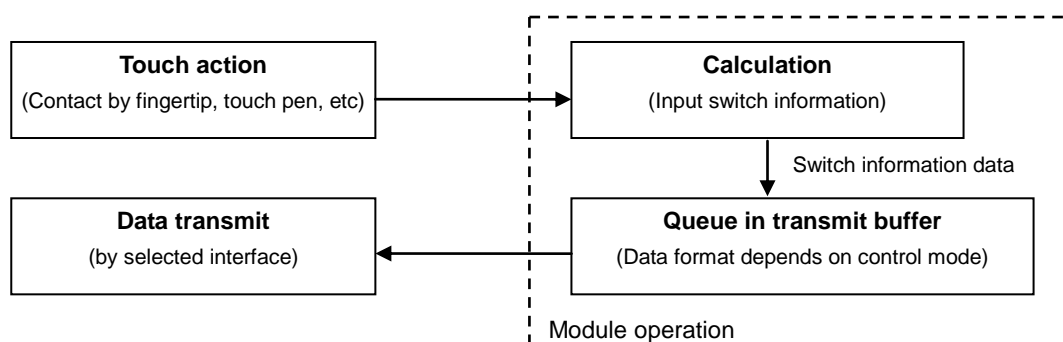 Touch action
(Contact by fingertip, touch pen, etc)
Calculation
(Input switch information)
Switch information data
Queue in transmit buffer
(Data format depends on control mode)
Data transmit
(by selected interface)
Module operation